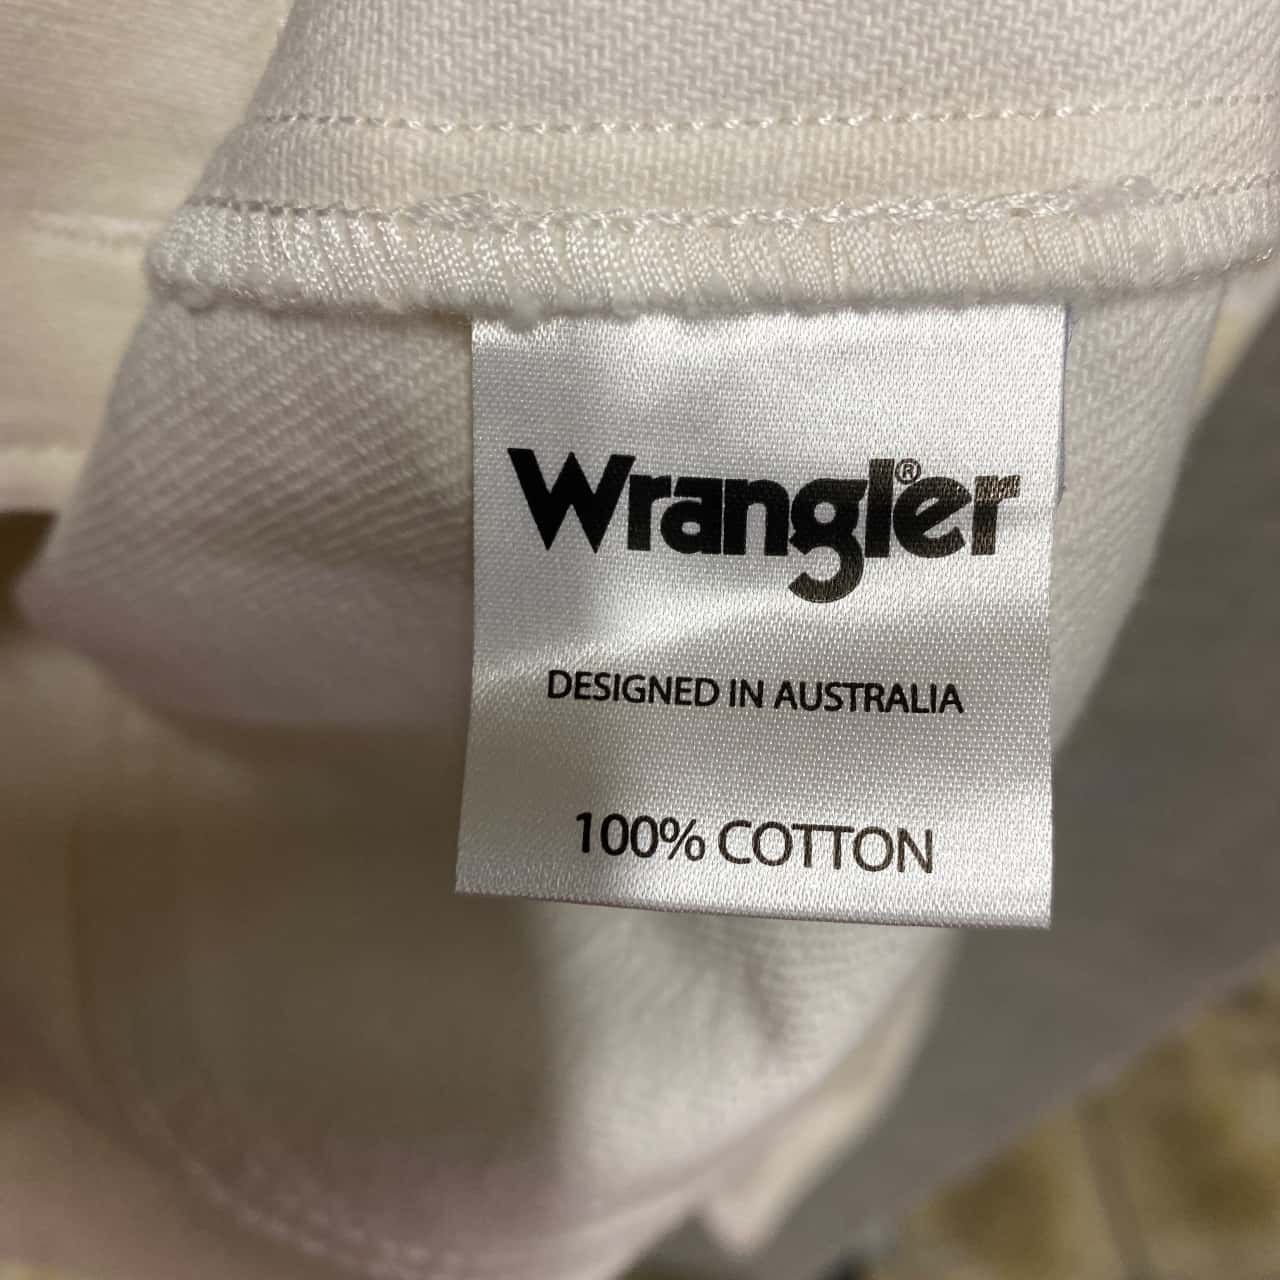 Wrangler®
DESIGNED IN AUSTRALIA
100% COTTON